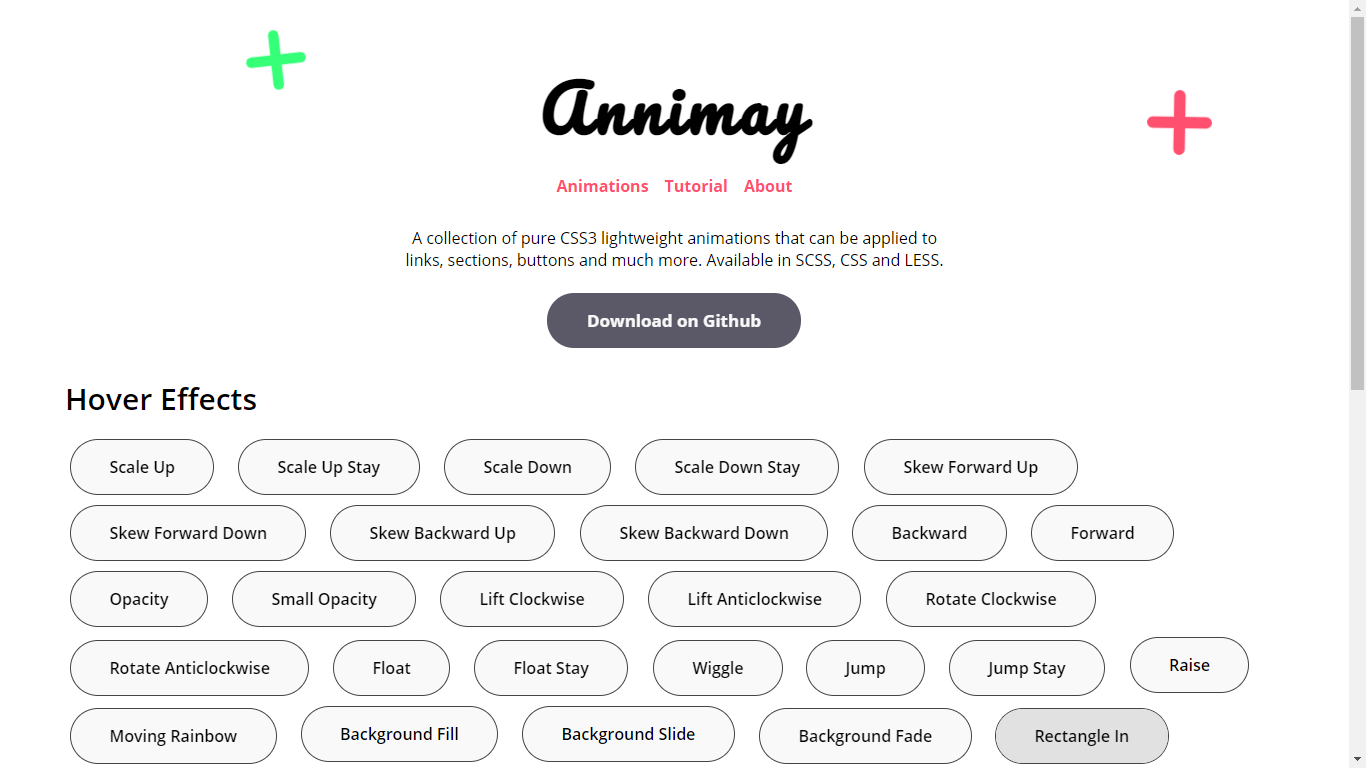 Annimay
Animations Tutorial About
A collection of pure CSS3 lightweight animations that can be applied to
links, sections, buttons and much more. Available in SCSS, CSS and LESS.
Download on Github
Hover Effects
Scale Up Scale Up Stay Scale Down Scale Down Stay Skew Forward Up
Skew Forward Down Skew Backward Up Skew Backward Down Backward Forward
Opacity Small Opacity Lift Clockwise Lift Anticlockwise Rotate Clockwise
Rotate Anticlockwise Float Float Stay Wiggle Jump Jump Stay Raise
Moving Rainbow Background Fill Background Slide Background Fade Rectangle In